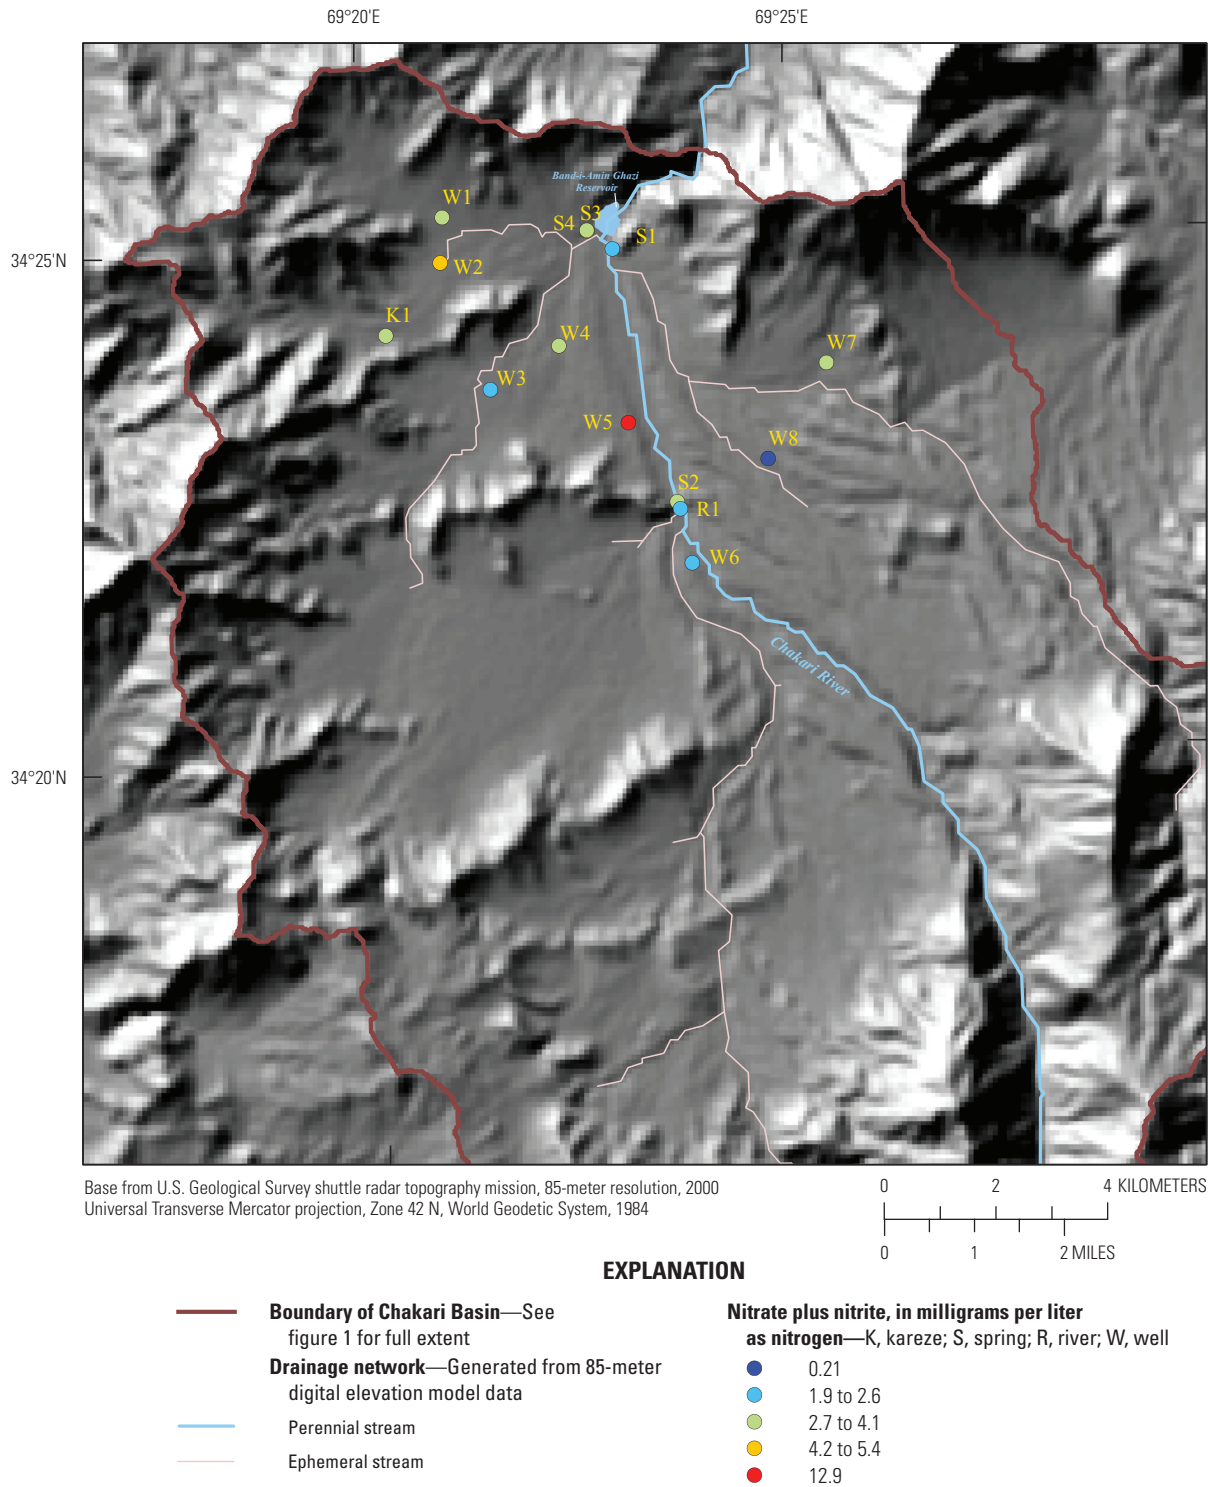 69°20'E
69°25'E
Band-i-Amin Ghazi
Reservoir
W1
S4
S3
S1
34°25'N
W2
K1
W4
W7
W3
W5
W8
S2
R1
W6
Chakari River
34°20'N
Base from U.S. Geological Survey shuttle radar topography mission, 85-meter resolution, 2000
Universal Transverse Mercator projection, Zone 42 N, World Geodetic System, 1984
0 2 4 KILOMETERS
0 1 2 MILES
EXPLANATION
Boundary of Chakari Basin—See
figure 1 for full extent
Drainage network—Generated from 85-meter
digital elevation model data
Perennial stream
Ephemeral stream
Nitrate plus nitrite, in milligrams per liter
as nitrogen—K, kareze; S, spring; R, river; W, well
0.21
1.9 to 2.6
2.7 to 4.1
4.2 to 5.4
12.9